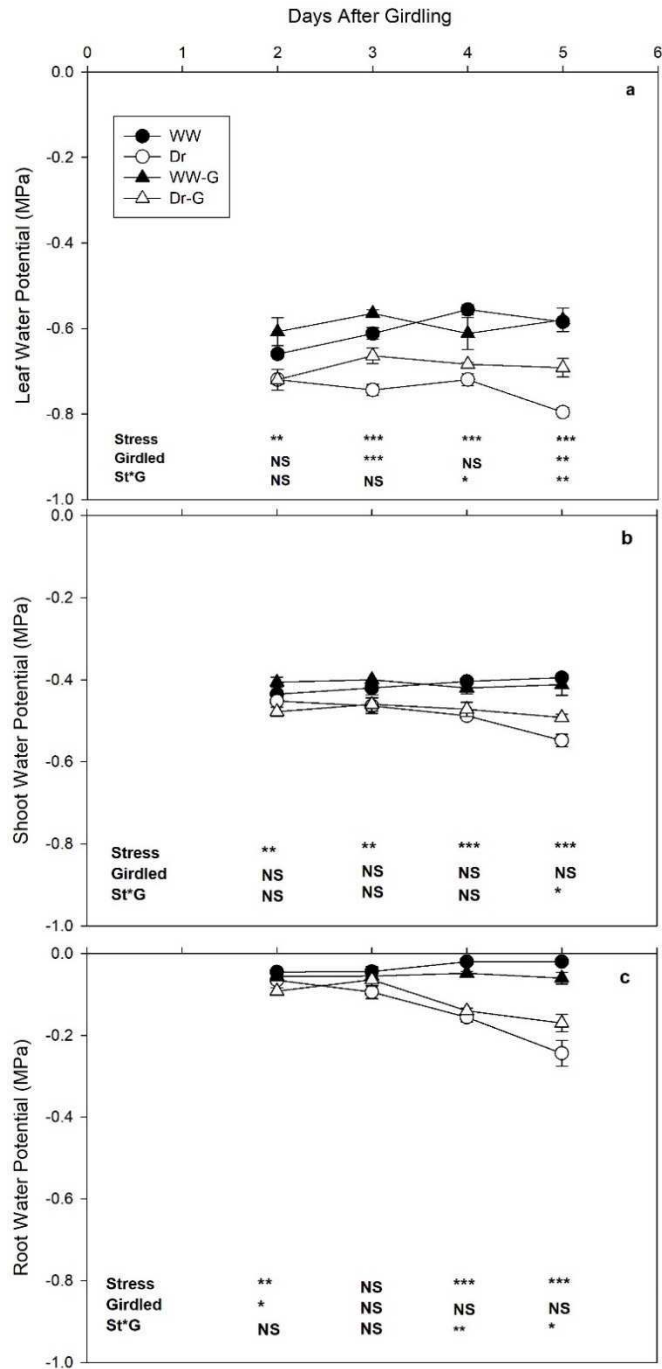 Days After Girdling
0 1 2 3 4 5 6
0.0
a
WW
Dr
WW-G
Dr-G
-0.2
-0.4
-0.6
-0.8
-1.0
Leaf Water Potential (MPa)
Stress ** *** *** ***
Girdled NS *** NS **
St*G NS NS * **
0.0
b
-0.2
-0.4
-0.6
-0.8
-1.0
Shoot Water Potential (MPa)
Stress ** ** *** ***
Girdled NS NS NS NS
St*G NS NS NS *
0.0
c
-0.2
-0.4
-0.6
-0.8
-1.0
Root Water Potential (MPa)
Stress ** NS *** ***
Girdled * NS NS NS
St*G NS NS ** *